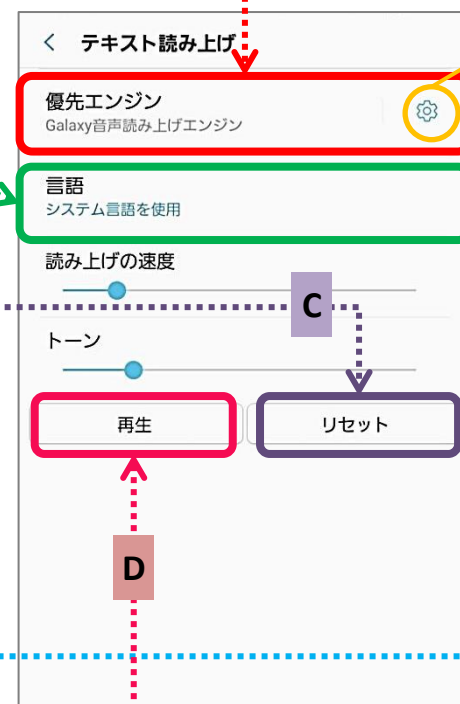 テキスト読み上げ
優先エンジン
Galaxy音声読み上げエンジン
言語
システム言語を使用
読み上げの速度
C
トーン
再生
リセット
D